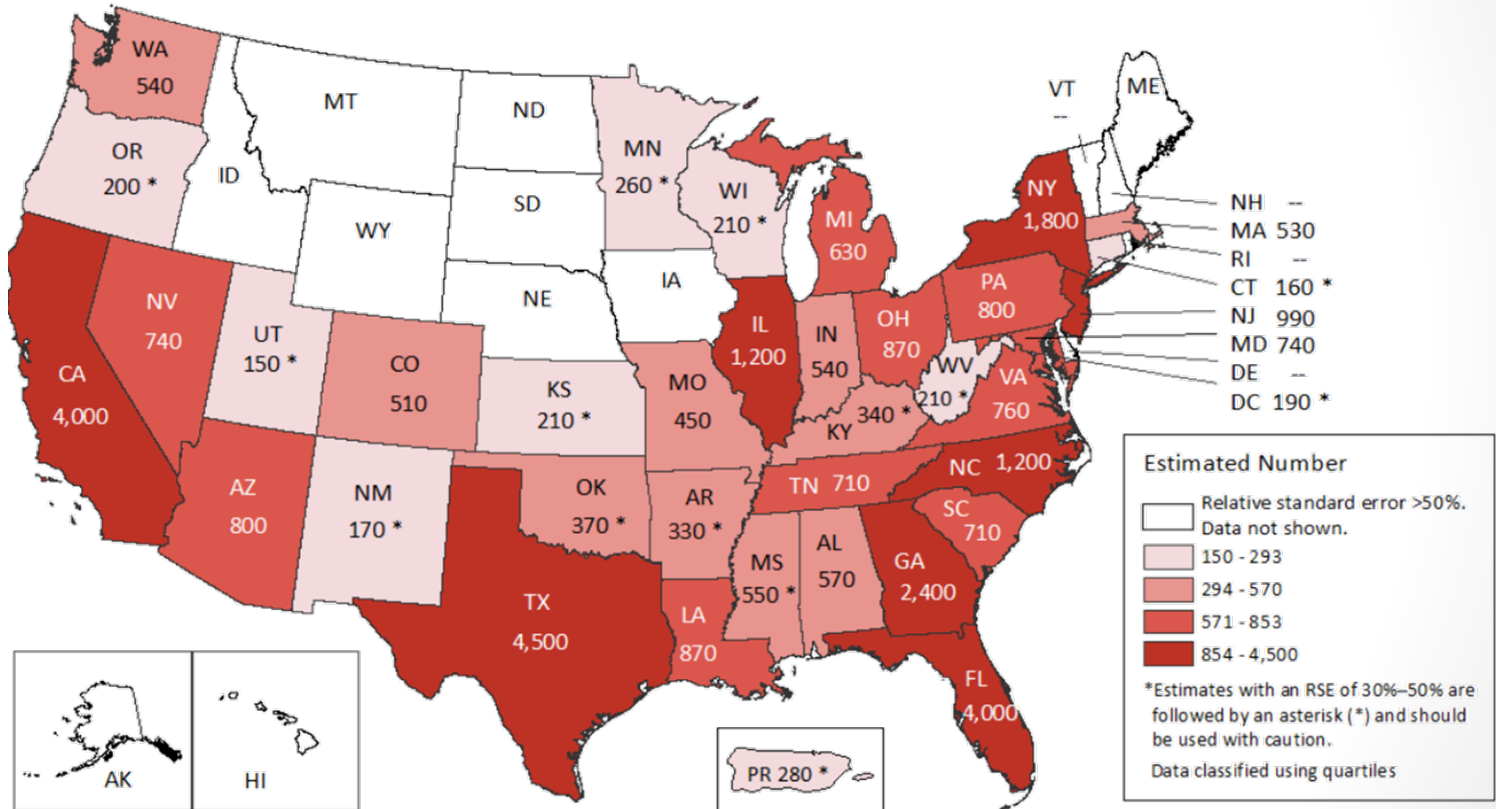 WA
540
OR
200 *
ID
MT
ND
MN
260 *
WI
210 *
SD
WY
MI
630
NY
1,800
VT
--
ME
NH --
MA 530
RI --
CT 160 *
NJ 990
MD 740
DE --
DC 190 *
CA
4,000
NV
740
UT
150 *
CO
510
NE
IA
KS
210 *
MO
450
IL
1,200
IN
540
OH
870
PA
800
WV
210 *
VA
760
KY 340 *
AZ
800
NM
170 *
OK
370 *
AR
330 *
TN 710
NC 1,200
SC
710
MS
550 *
AL
570
GA
2,400
TX
4,500
LA
870
FL
4,000
AK
HI
PR 280 *
Estimated Number
Relative standard error >50%.
Data not shown.
150 - 293
294 - 570
571 - 853
854 - 4,500
*Estimates with an RSE of 30%–50% are
followed by an asterisk (*) and should
be used with caution.
Data classified using quartiles